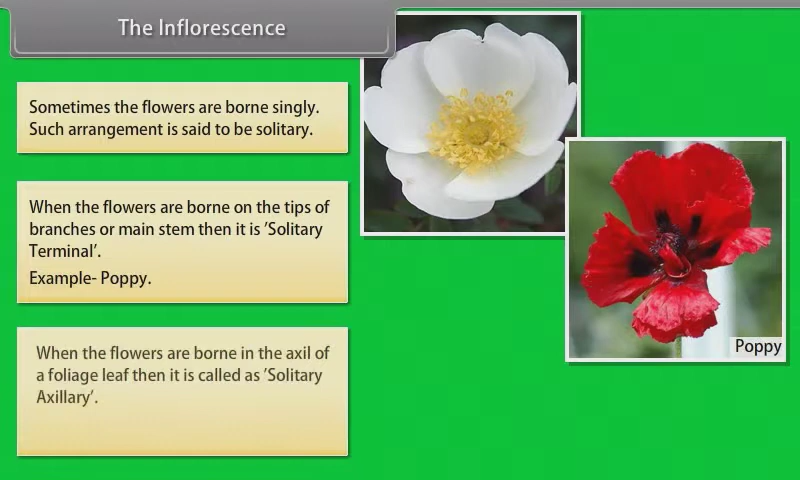 The Inflorescence
Sometimes the flowers are borne singly.
Such arrangement is said to be solitary.
When the flowers are borne on the tips of
branches or main stem then it is 'Solitary
Terminal'.
Example- Poppy.
When the flowers are borne in the axil of
a foliage leaf then it is called as 'Solitary
Axillary'.
Poppy